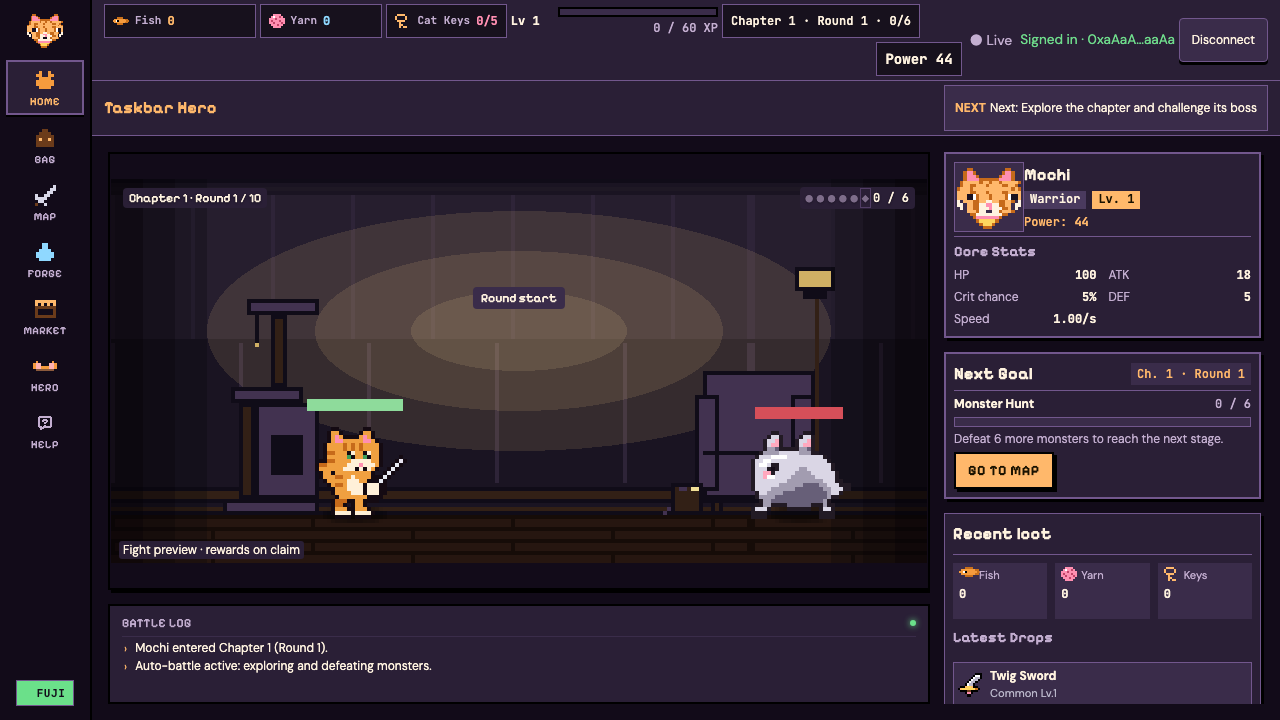 Fish 0
Yarn 0
Cat Keys 0/5
Lv 1
0 / 60 XP
Chapter 1 · Round 1 · 0/6
Power 44
Live
Signed in · 0xaAaA…aaAa
Disconnect
HOME
BAG
MAP
FORGE
MARKET
HERO
HELP
FUJI
Taskbar Hero
NEXT Next: Explore the chapter and challenge its boss
Chapter 1 · Round 1 / 10
0 / 6
Round start
Fight preview · rewards on claim
BATTLE LOG
› Mochi entered Chapter 1 (Round 1).
› Auto-battle active: exploring and defeating monsters.
Mochi
Warrior Lv. 1
Power: 44
Core Stats
HP 100 ATK 18
Crit chance 5% DEF 5
Speed 1.00/s
Next Goal
Ch. 1 · Round 1
Monster Hunt 0 / 6
Defeat 6 more monsters to reach the next stage.
GO TO MAP
Recent loot
Fish
0
Yarn
0
Keys
0
Latest Drops
Twig Sword
Common Lv.1